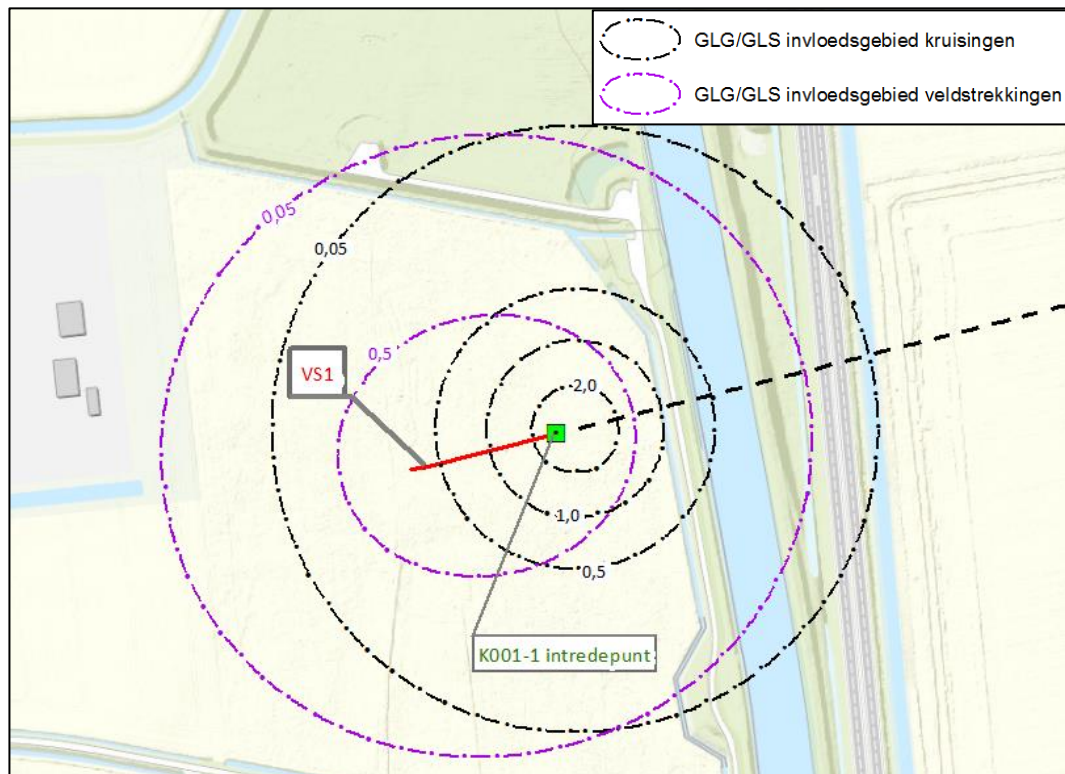 GLG/GLS invloedsgebied kruisingen
GLG/GLS invloedsgebied veldstrekkingen
0,05
0,05
0,5
VS1
2,0
1,0
0,5
K001-1 intredepunt